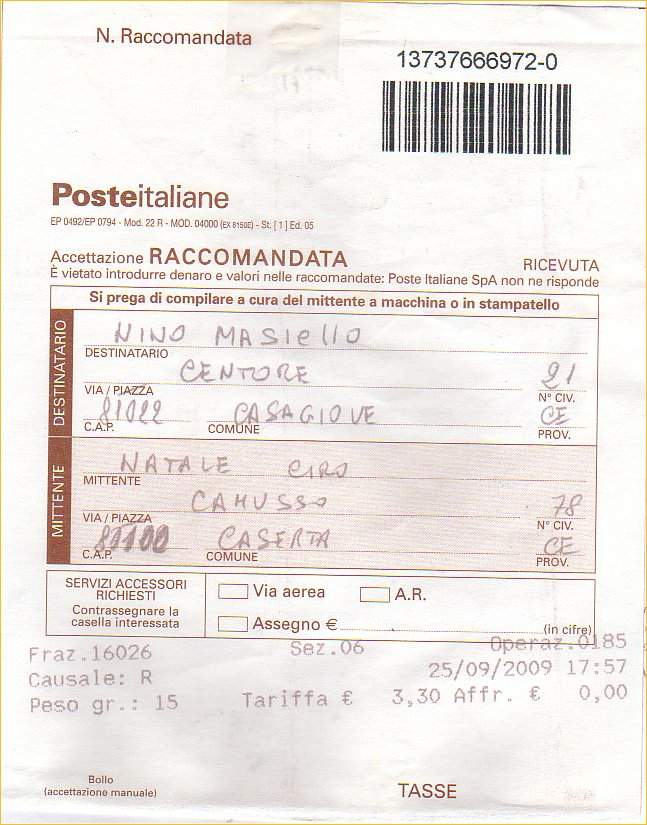 N. Raccomandata
13737666972-0
Posteitaliane
EP 0492/EP 0794 - Mod. 22 R - MOD. 04000 (EX 8150E) - St. [ 1 ] Ed. 05
Accettazione RACCOMANDATA
RICEVUTA
È vietato introdurre denaro e valori nelle raccomandate: Poste Italiane SpA non ne risponde
Si prega di compilare a cura del mittente a macchina o in stampatello
DESTINATARIO
NINO MASIELLO
DESTINATARIO
CENTORE 21
VIA / PIAZZA N° CIV.
81022 CASAGIOVE CE
C.A.P. COMUNE PROV.
MITTENTE
NATALE CIRO
MITTENTE
CAMUSSO 78
VIA / PIAZZA N° CIV.
81100 CASERTA CE
C.A.P. COMUNE PROV.
SERVIZI ACCESSORI
RICHIESTI
Contrassegnare la
casella interessata
Via aerea A.R.
Assegno € (in cifre)
Fraz.16026 Sez.06 Operaz.0185
Causale: R 25/09/2009 17:57
Peso gr.: 15 Tariffa € 3,30 Affr. € 0,00
Bollo
(accettazione manuale)
TASSE